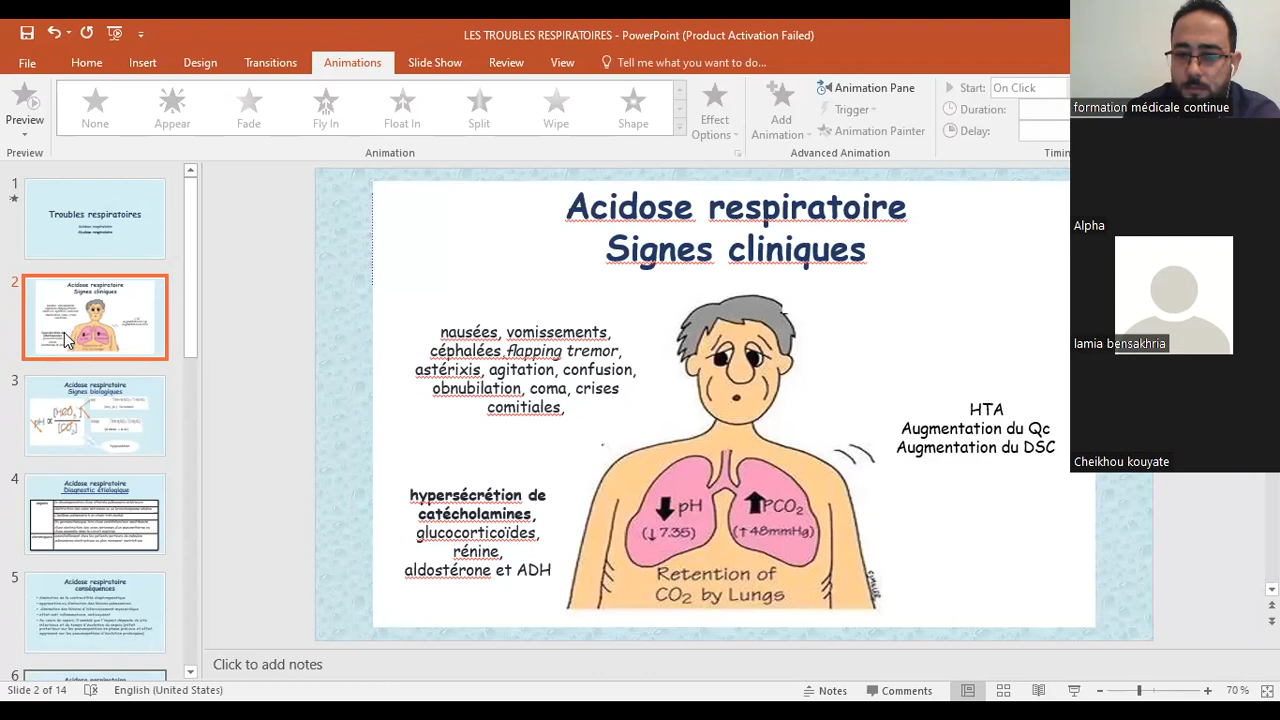 LES TROUBLES RESPIRATOIRES - PowerPoint (Product Activation Failed)
File
Home
Insert
Design
Transitions
Animations
Slide Show
Review
View
Tell me what you want to do...
Preview
None
Appear
Fade
Fly In
Float In
Split
Wipe
Shape
Effect
Options
Add
Animation
Animation Pane
Trigger
Animation Painter
Start:
On Click
Duration:
Delay:
Preview
Animation
Advanced Animation
Timin
formation médicale continue
Alpha
lamia bensakhria
Cheikhou kouyate
1
Troubles respiratoires
2
Acidose respiratoire
Signes cliniques
3
Acidose respiratoire
Signes biologiques
4
Acidose respiratoire
Diagnostic étiologique
5
Acidose respiratoire
conséquences
6
Acidose respiratoire
Signes cliniques
nausées, vomissements,
céphalées,flapping tremor,
astérixis, agitation, confusion,
obnubilation, coma, crises
comitiales,
HTA
Augmentation du Qc
Augmentation du DSC
hypersécrétion de
catécholamines,
glucocorticoïdes,
rénine,
aldostérone et ADH
pH
(↓7.35)
PCO2
(↑48mmHg)
Retention of
CO2 by Lungs
Click to add notes
Slide 2 of 14
English (United States)
Notes
Comments
70 %